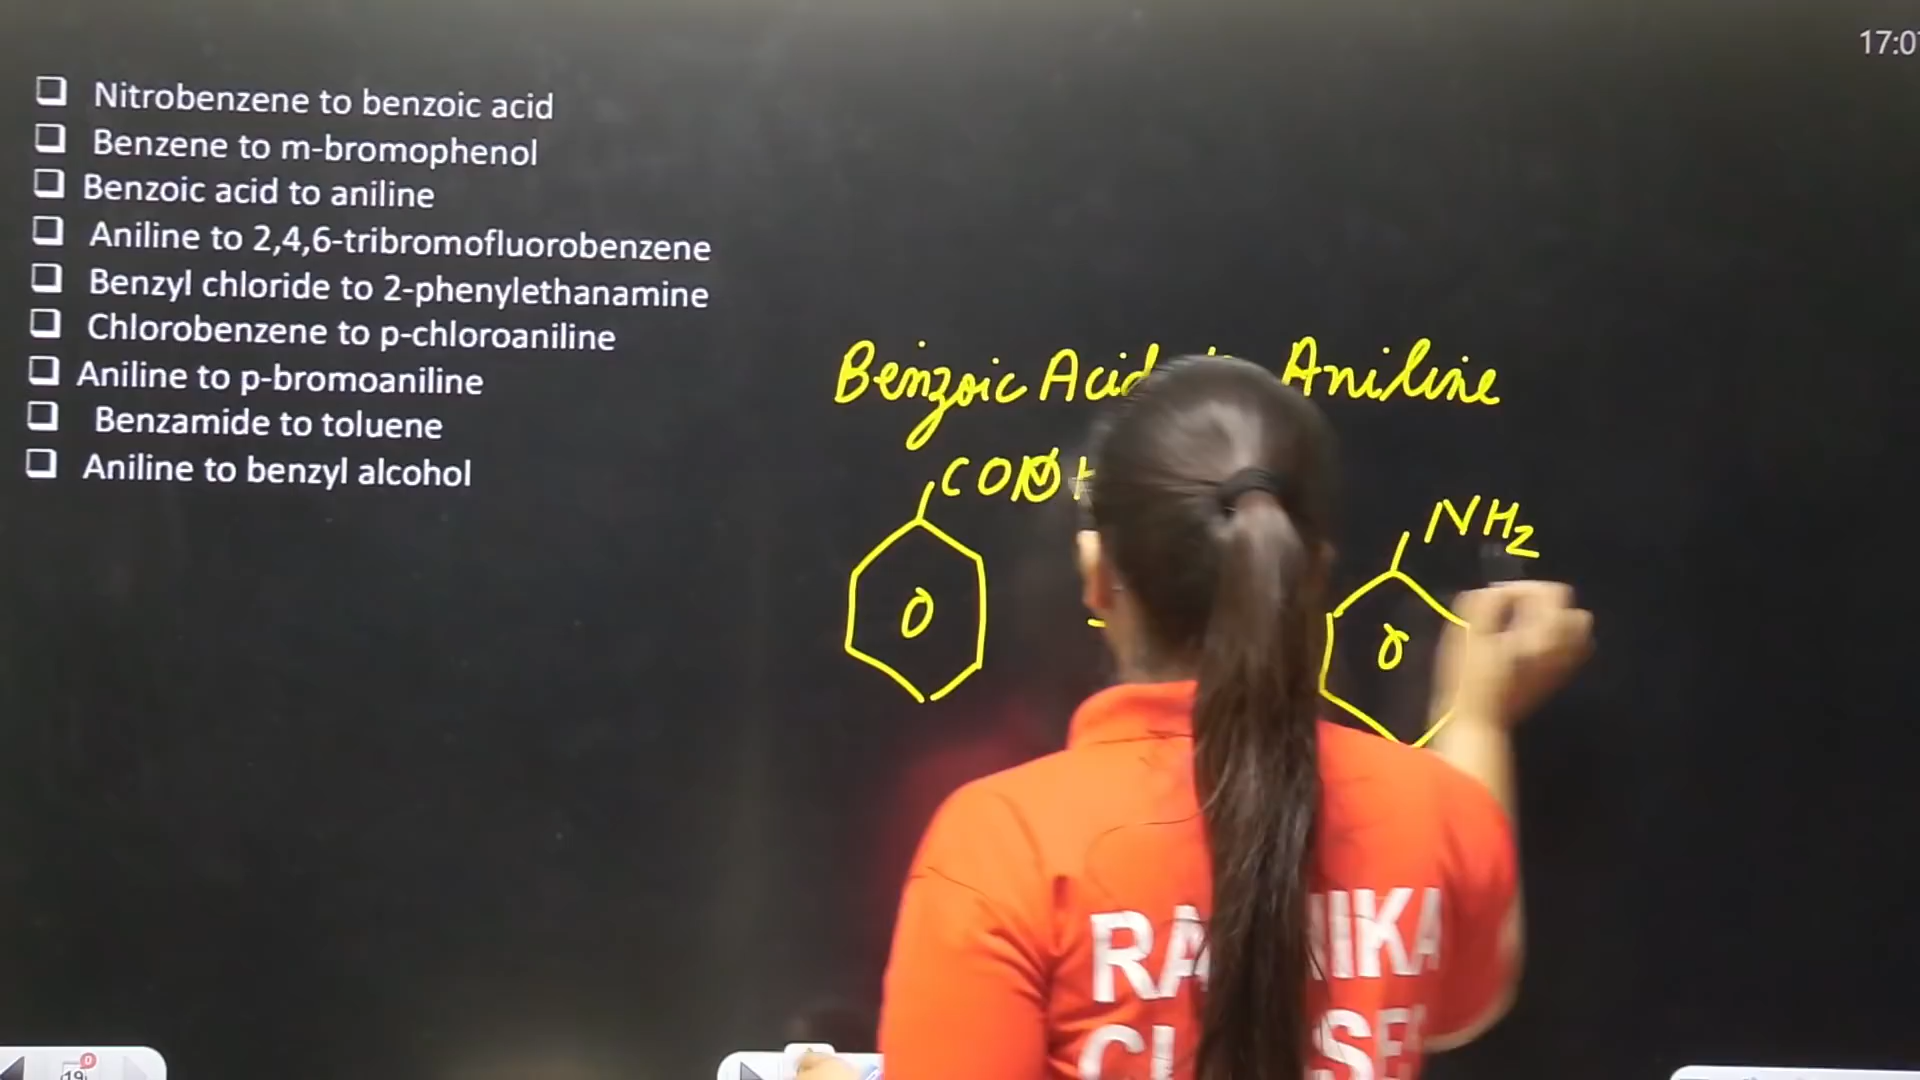 17:0
Nitrobenzene to benzoic acid
Benzene to m-bromophenol
Benzoic acid to aniline
Aniline to 2,4,6-tribromofluorobenzene
Benzyl chloride to 2-phenylethanamine
Chlorobenzene to p-chloroaniline
Aniline to p-bromoaniline
Benzamide to toluene
Aniline to benzyl alcohol
Benzoic Acid Aniline
NH2
19
0